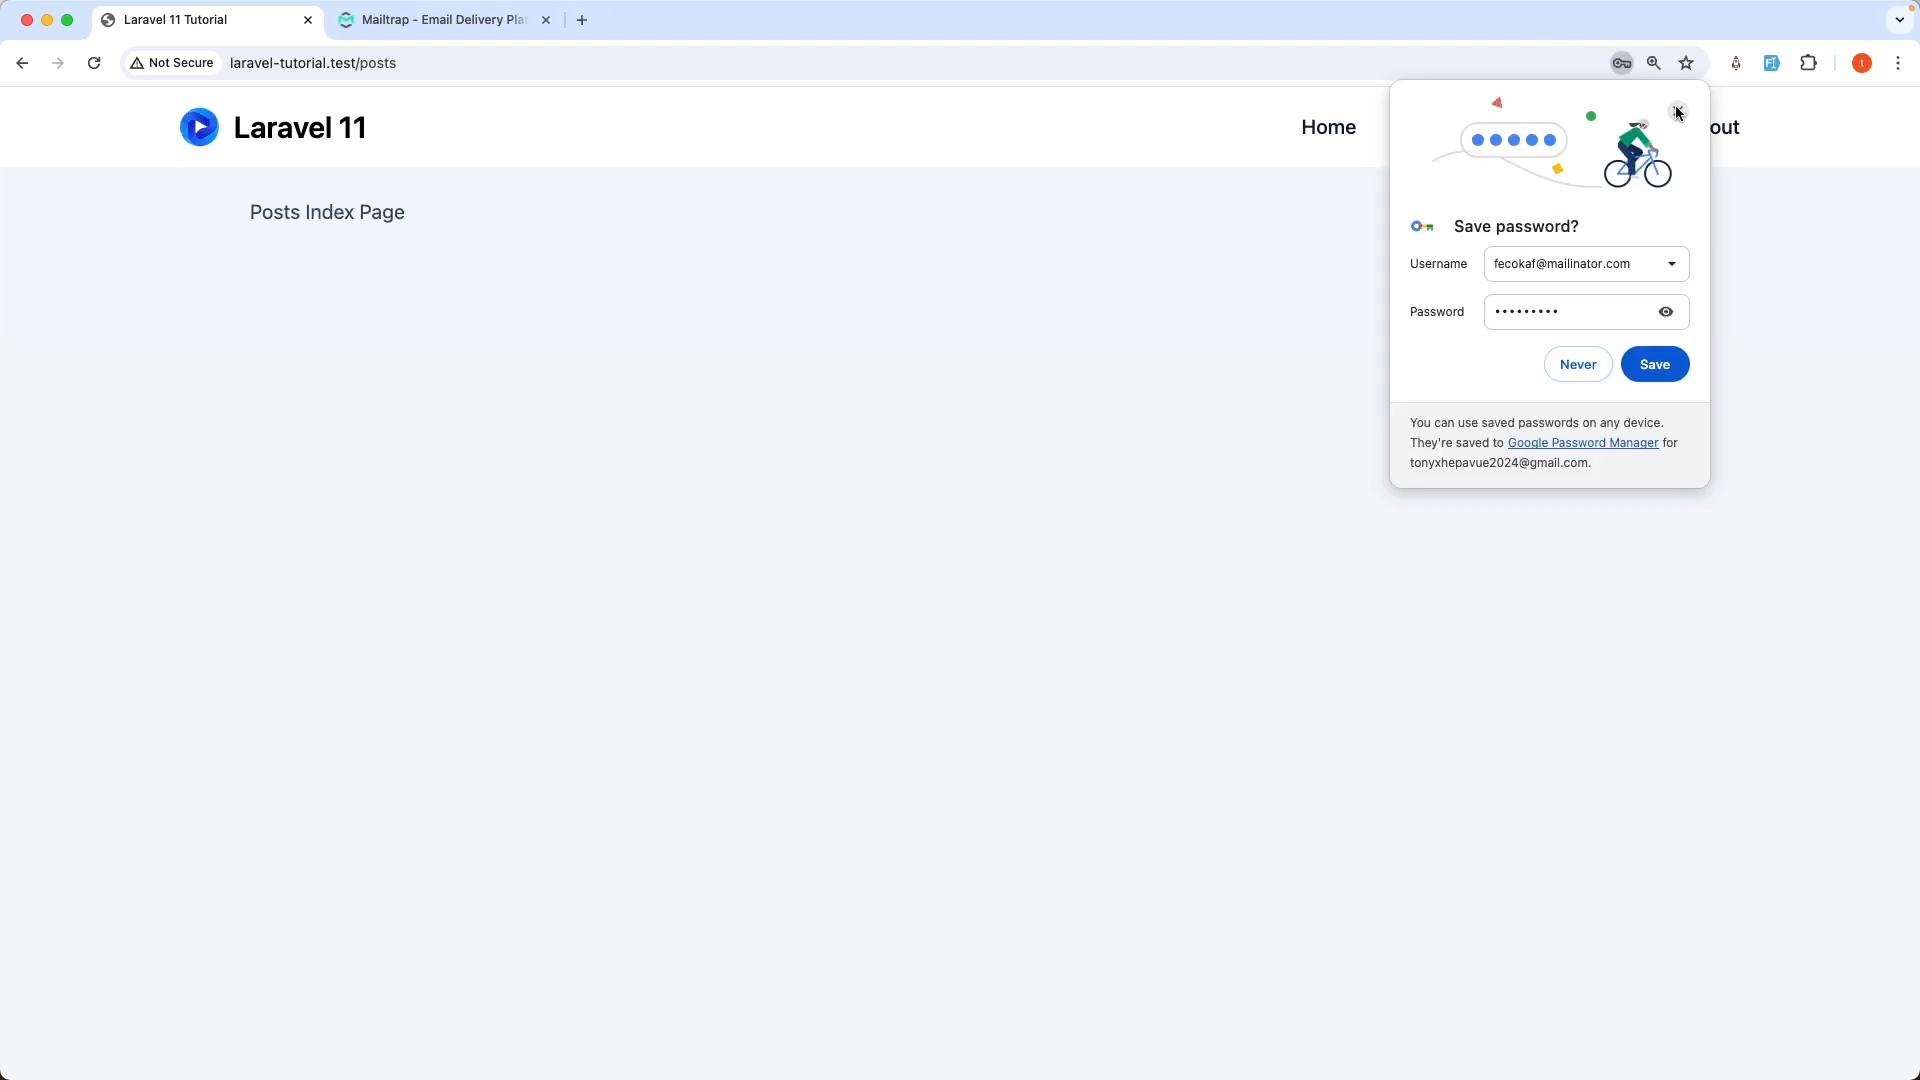 Laravel 11 Tutorial
Mailtrap - Email Delivery Pla
Not Secure
laravel-tutorial.test/posts
t
Laravel 11
Home
out
Posts Index Page
Save password?
Username
fecokaf@mailinator.com
Password
Never
Save
You can use saved passwords on any device.
They're saved to Google Password Manager for
tonyxhepavue2024@gmail.com.